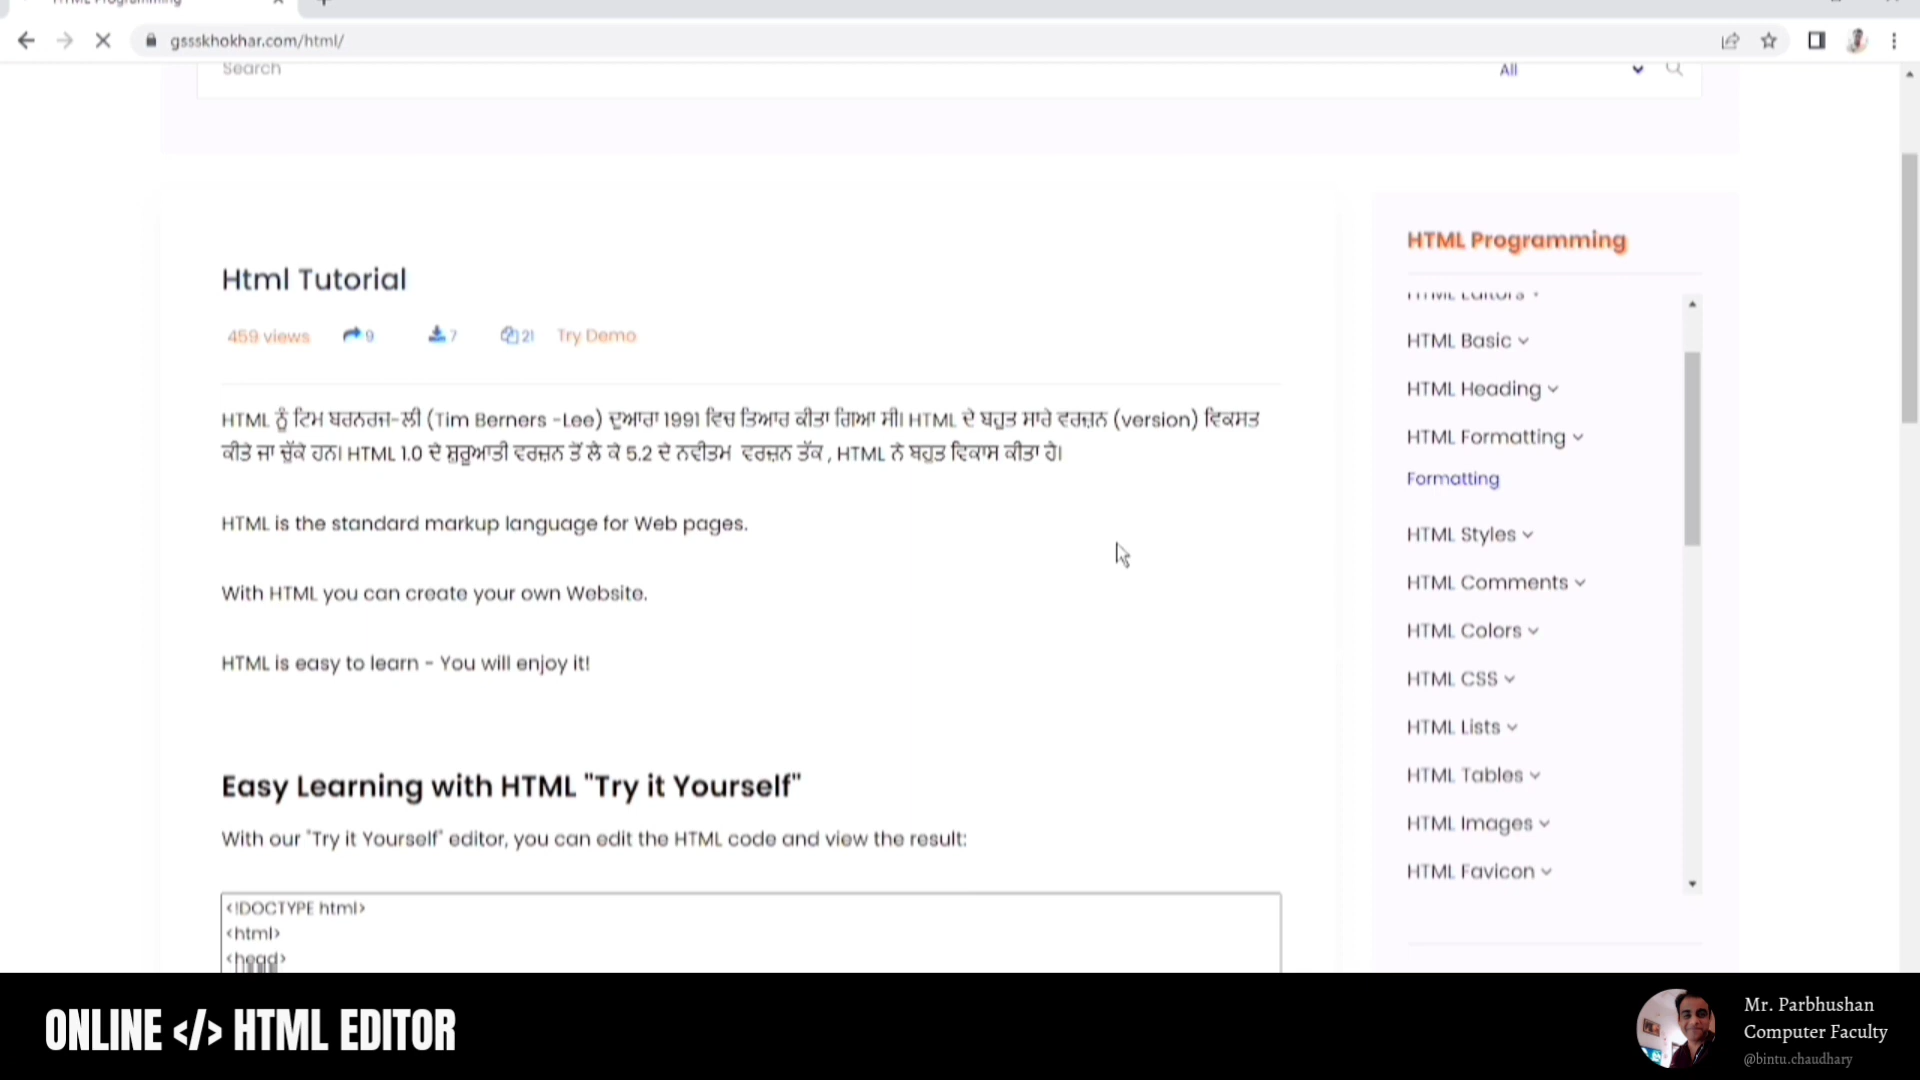 gssskhokhar.com/html/
Search
All
Html Tutorial
459 views 9 7 21 Try Demo
HTML ਨੂੰ ਟਿਮ ਬਰਨਰਜ਼-ਲੀ (Tim Berners -Lee) ਦੁਆਰਾ 1991 ਵਿਚ ਤਿਆਰ ਕੀਤਾ ਗਿਆ ਸੀ। HTML ਦੇ ਬਹੁਤ ਸਾਰੇ ਵਰਜ਼ਨ (version) ਵਿਕਸਤ
ਕੀਤੇ ਜਾ ਚੁੱਕੇ ਹਨ। HTML 1.0 ਦੇ ਸ਼ੁਰੂਆਤੀ ਵਰਜ਼ਨ ਤੋਂ ਲੈ ਕੇ 5.2 ਦੇ ਨਵੀਤਮ ਵਰਜ਼ਨ ਤੱਕ , HTML ਨੇ ਬਹੁਤ ਵਿਕਾਸ ਕੀਤਾ ਹੈ।
HTML is the standard markup language for Web pages.
With HTML you can create your own Website.
HTML is easy to learn - You will enjoy it!
Easy Learning with HTML "Try it Yourself"
With our "Try it Yourself" editor, you can edit the HTML code and view the result:
<!DOCTYPE html>
<html>
<head>
HTML Programming
HTML Editors
HTML Basic
HTML Heading
HTML Formatting
Formatting
HTML Styles
HTML Comments
HTML Colors
HTML CSS
HTML Lists
HTML Tables
HTML Images
HTML Favicon
ONLINE </> HTML EDITOR
Mr. Parbhushan
Computer Faculty
@bintu.chaudhary